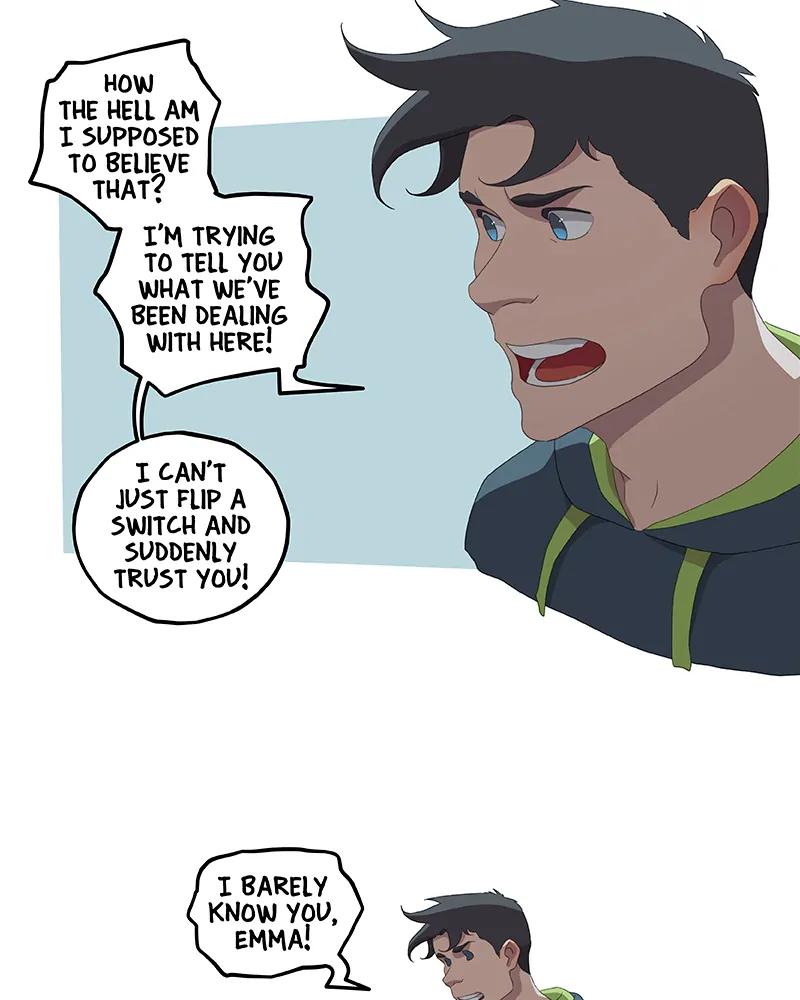 HOW
THE HELL AM
I SUPPOSED
TO BELIEVE
THAT?
I'M TRYING
TO TELL YOU
WHAT WE'VE
BEEN DEALING
WITH HERE!
I CAN'T
JUST FLIP A
SWITCH AND
SUDDENLY
TRUST YOU!
I BARELY
KNOW YOU,
EMMA!